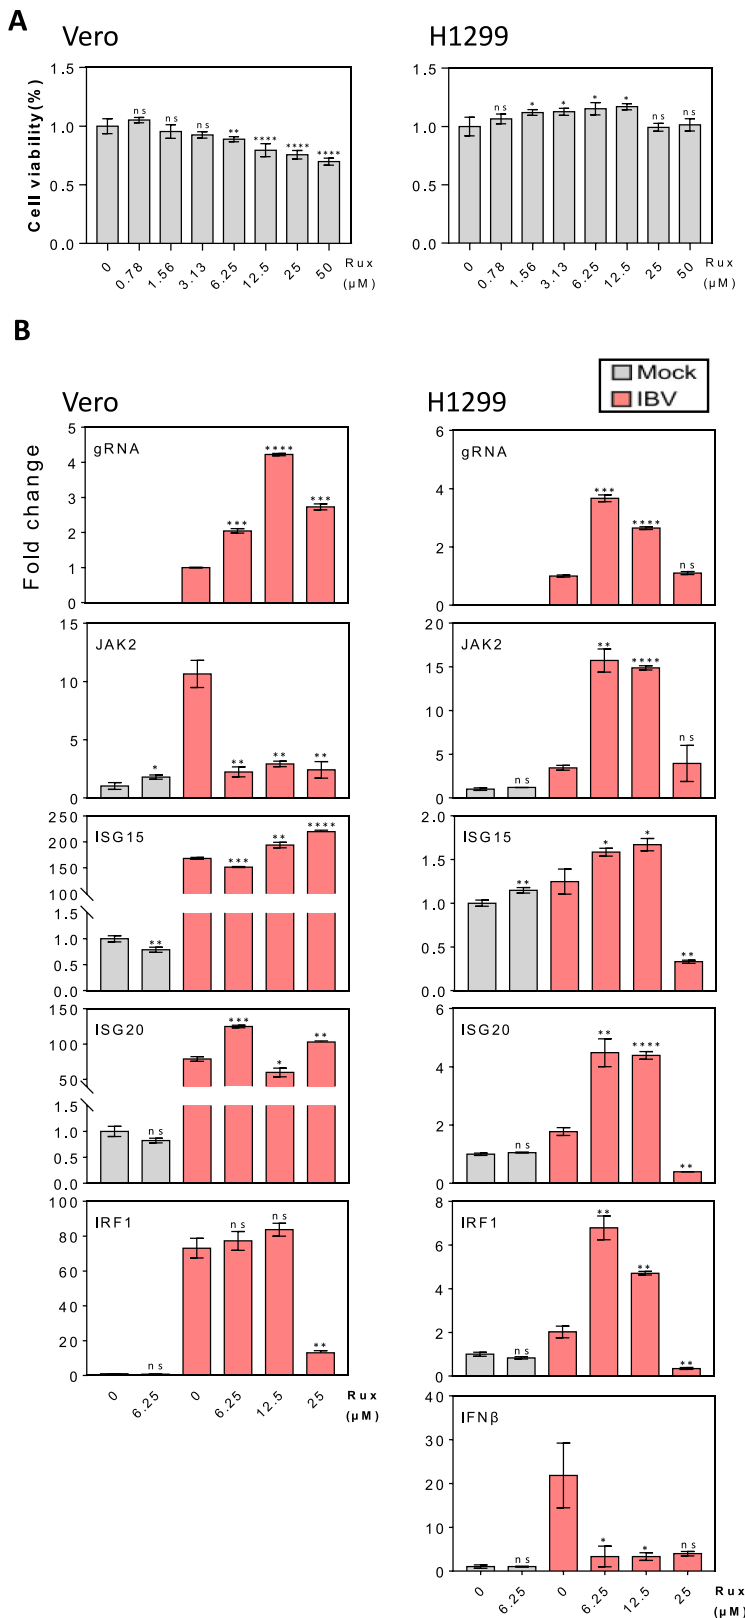 A
Vero
H1299
Cell viability(%)
1.5
1.0
0.5
0.0
ns
ns
ns
**
****
****
****
0
0.78
1.56
3.13
6.25
12.5
25
50
Rux
(μM)
1.5
1.0
0.5
0.0
ns
*
*
*
*
ns
ns
0
0.78
1.56
3.13
6.25
12.5
25
50
Rux
(μM)
B
Mock
IBV
Vero
H1299
Fold change
gRNA
5
4
3
2
1
0
***
****
***
gRNA
6
4
2
0
***
****
ns
JAK2
15
10
5
0
*
**
**
**
JAK2
20
15
10
5
0
ns
**
****
ns
ISG15
250
200
150
100
1.5
1.0
0.5
0.0
**
***
**
****
ISG15
2.0
1.5
1.0
0.5
0.0
**
*
*
**
ISG20
150
100
50
1.5
1.0
0.5
0.0
ns
***
*
**
ISG20
6
4
2
0
ns
**
****
**
IRF1
100
80
60
40
20
0
ns
ns
ns
**
0
6.25
0
6.25
12.5
25
Rux
(μM)
IRF1
8
6
4
2
0
ns
**
**
**
IFNβ
40
30
20
10
0
ns
*
*
ns
0
6.25
0
6.25
12.5
25
Rux
(μM)